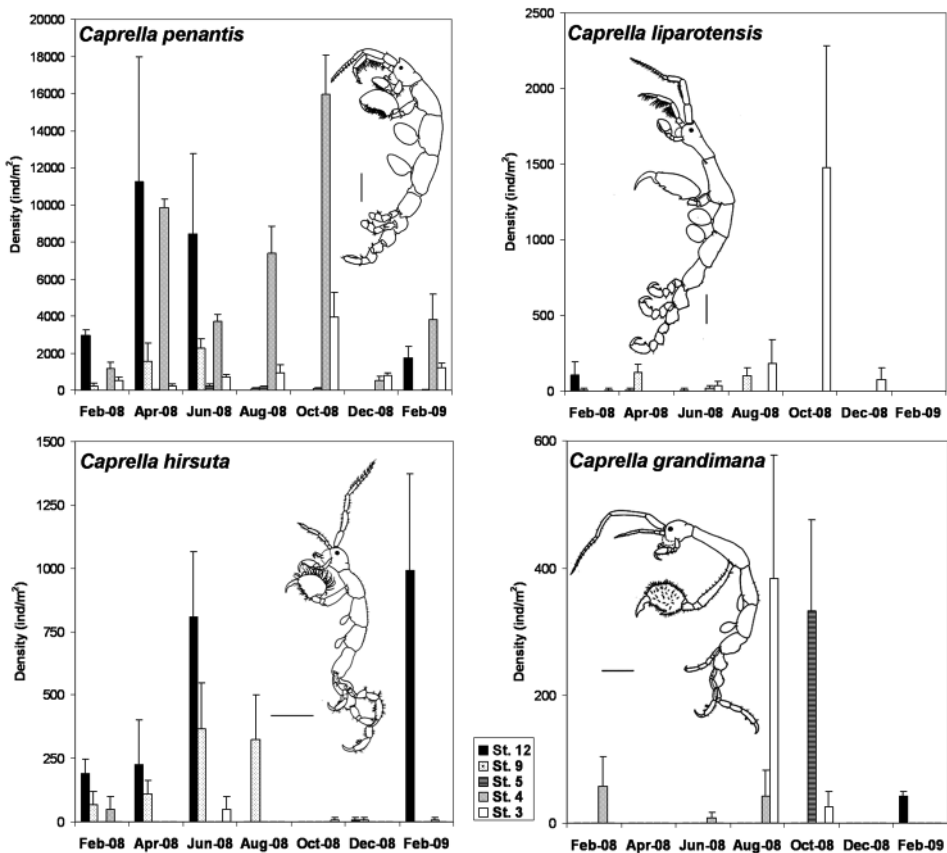 Caprella penantis
Density (ind/m²)
20000
18000
16000
14000
12000
10000
8000
6000
4000
2000
0
Feb-08 Apr-08 Jun-08 Aug-08 Oct-08 Dec-08 Feb-09
Caprella liparotensis
Density (ind/m²)
2500
2000
1500
1000
500
0
Feb-08 Apr-08 Jun-08 Aug-08 Oct-08 Dec-08 Feb-09
Caprella hirsuta
Density (ind/m²)
1500
1250
1000
750
500
250
0
Feb-08 Apr-08 Jun-08 Aug-08 Oct-08 Dec-08 Feb-09
St. 12
St. 9
St. 5
St. 4
St. 3
Caprella grandimana
Density (ind/m²)
600
400
200
0
Feb-08 Apr-08 Jun-08 Aug-08 Oct-08 Dec-08 Feb-09